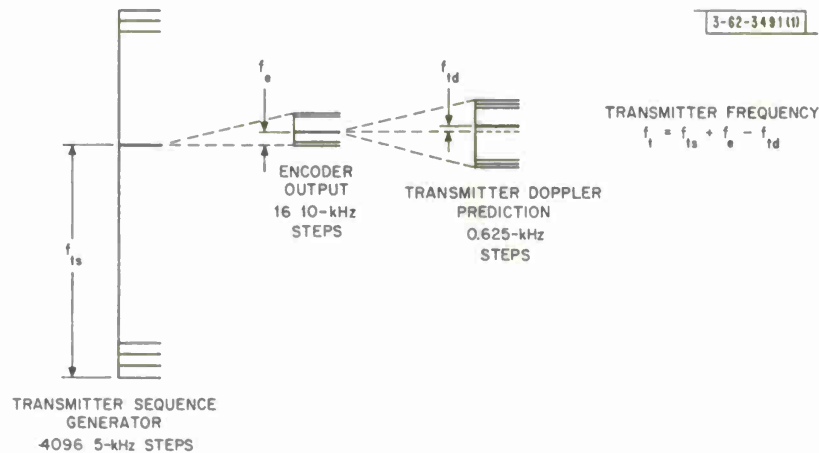 3-62-3491(1)
f_e
f_td
TRANSMITTER FREQUENCY
f_t = f_ts + f_e - f_td
ENCODER
OUTPUT
16 10-kHz
STEPS
TRANSMITTER DOPPLER
PREDICTION
0.625-kHz
STEPS
f_ts
TRANSMITTER SEQUENCE
GENERATOR
4096 5-kHz STEPS